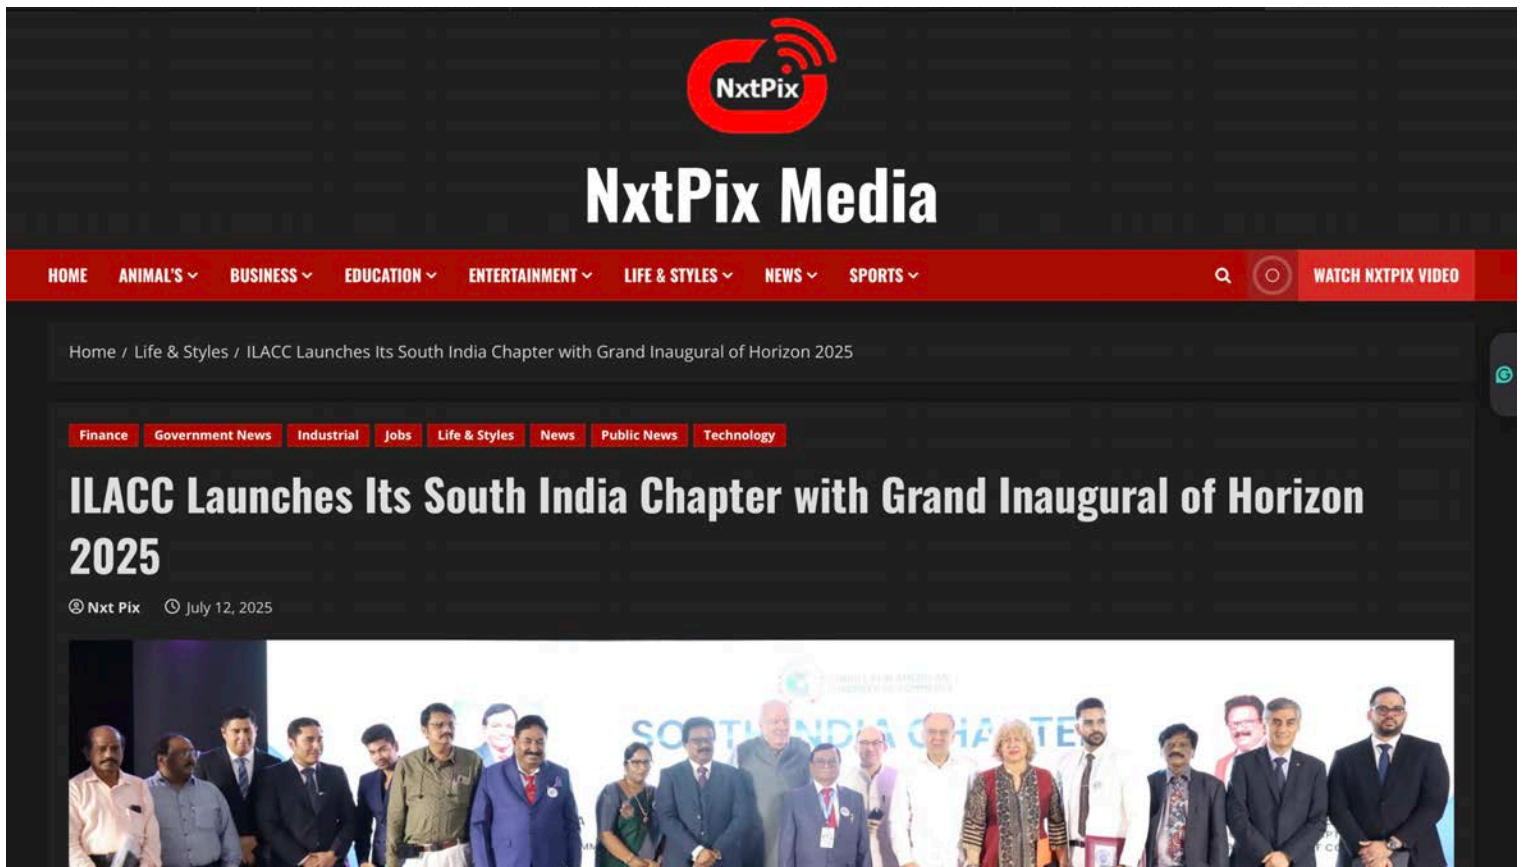 NxtPix
NxtPix Media
HOME ANIMAL'S BUSINESS EDUCATION ENTERTAINMENT LIFE & STYLES NEWS SPORTS WATCH NXTPIX VIDEO
Home / Life & Styles / ILACC Launches Its South India Chapter with Grand Inaugural of Horizon 2025
Finance Government News Industrial Jobs Life & Styles News Public News Technology
ILACC Launches Its South India Chapter with Grand Inaugural of Horizon
2025
Nxt Pix July 12, 2025
SOUTH INDIA CHAPTER